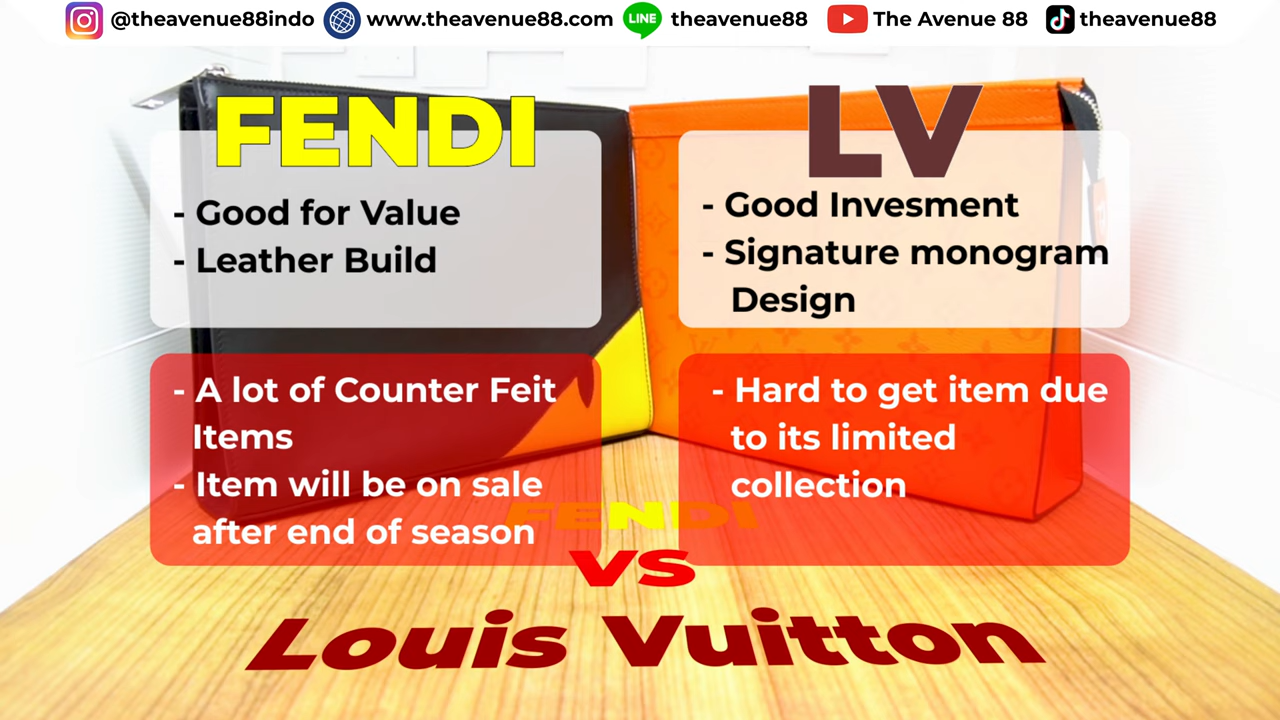 @theavenue88indo www.theavenue88.com LINE theavenue88 The Avenue 88 theavenue88
FENDI
- Good for Value
- Leather Build
LV
- Good Invesment
- Signature monogram
Design
- A lot of Counter Feit
Items
- Item will be on sale
after end of season
- Hard to get item due
to its limited
collection
FENDI
VS
Louis Vuitton